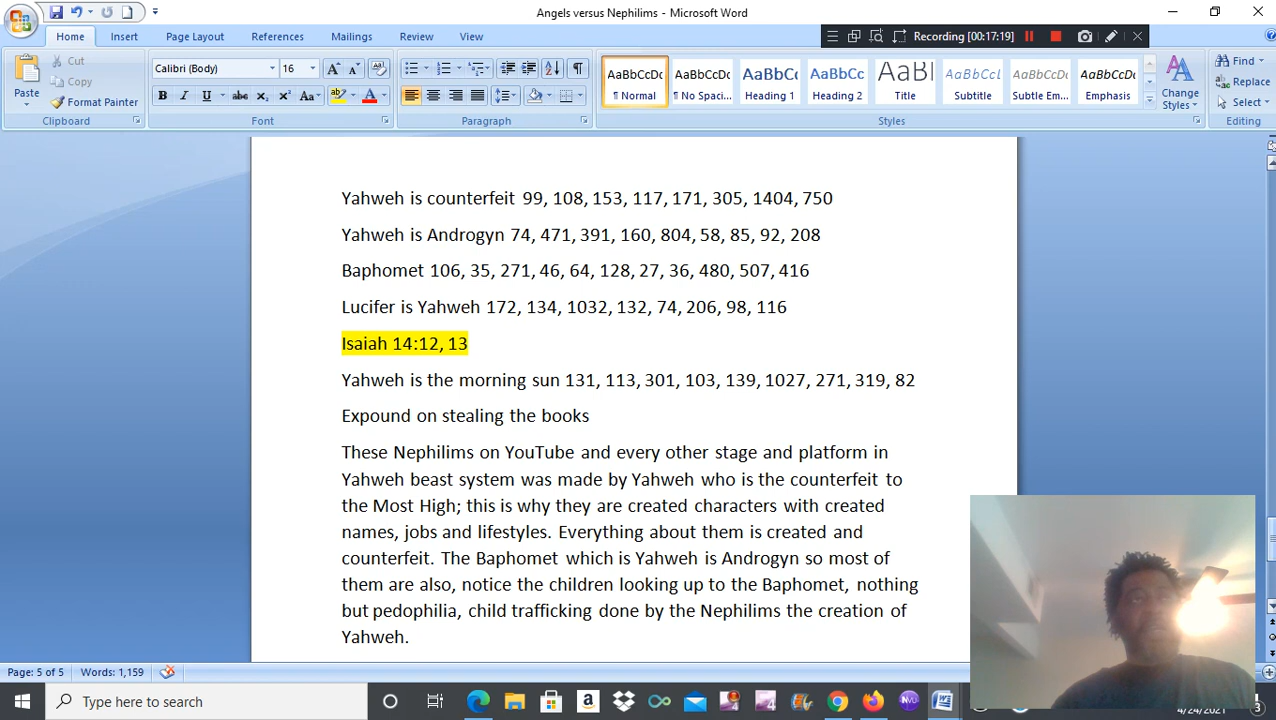 Angels versus Nephilims - Microsoft Word
Home Insert Page Layout References Mailings Review View
Recording [00:17:19]
Paste
Cut
Copy
Format Painter
Clipboard
Calibri (Body) 16
Font
Paragraph
AaBbCcDc AaBbCcDc AaBbCc AaBbCc AaBl AaBbCcL AaBbCcDc AaBbCcDc
¶ Normal ¶ No Spaci... Heading 1 Heading 2 Title Subtitle Subtle Em... Emphasis
Styles
Change Styles
Find
Replace
Select
Editing
Yahweh is counterfeit 99, 108, 153, 117, 171, 305, 1404, 750
Yahweh is Androgyn 74, 471, 391, 160, 804, 58, 85, 92, 208
Baphomet 106, 35, 271, 46, 64, 128, 27, 36, 480, 507, 416
Lucifer is Yahweh 172, 134, 1032, 132, 74, 206, 98, 116
Isaiah 14:12, 13
Yahweh is the morning sun 131, 113, 301, 103, 139, 1027, 271, 319, 82
Expound on stealing the books
These Nephilims on YouTube and every other stage and platform in
Yahweh beast system was made by Yahweh who is the counterfeit to
the Most High; this is why they are created characters with created
names, jobs and lifestyles. Everything about them is created and
counterfeit. The Baphomet which is Yahweh is Androgyn so most of
them are also, notice the children looking up to the Baphomet, nothing
but pedophilia, child trafficking done by the Nephilims the creation of
Yahweh.
Page: 5 of 5 Words: 1,159
Type here to search
4/24/2021